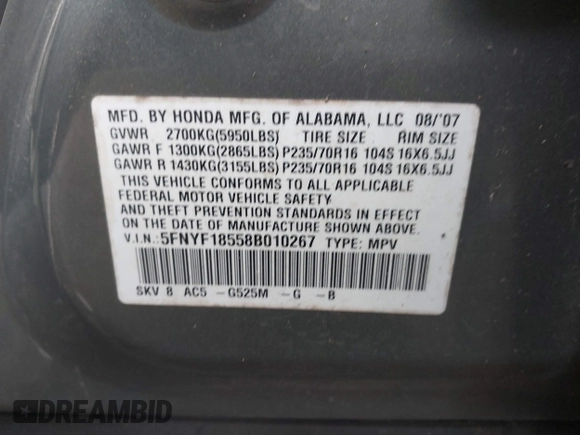 MFD. BY HONDA MFG. OF ALABAMA, LLC 08/'07
GVWR 2700KG(5950LBS) TIRE SIZE RIM SIZE
GAWR F 1300KG(2865LBS) P235/70R16 104S 16X6.5JJ
GAWR R 1430KG(3155LBS) P235/70R16 104S 16X6.5JJ
THIS VEHICLE CONFORMS TO ALL APPLICABLE
FEDERAL MOTOR VEHICLE SAFETY
AND THEFT PREVENTION STANDARDS IN EFFECT
ON THE DATE OF MANUFACTURE SHOWN ABOVE.
V.I.N.:5FNYF18558B010267 TYPE: MPV
SKV 8 AC5 -G525M -G -B
DREAMBID